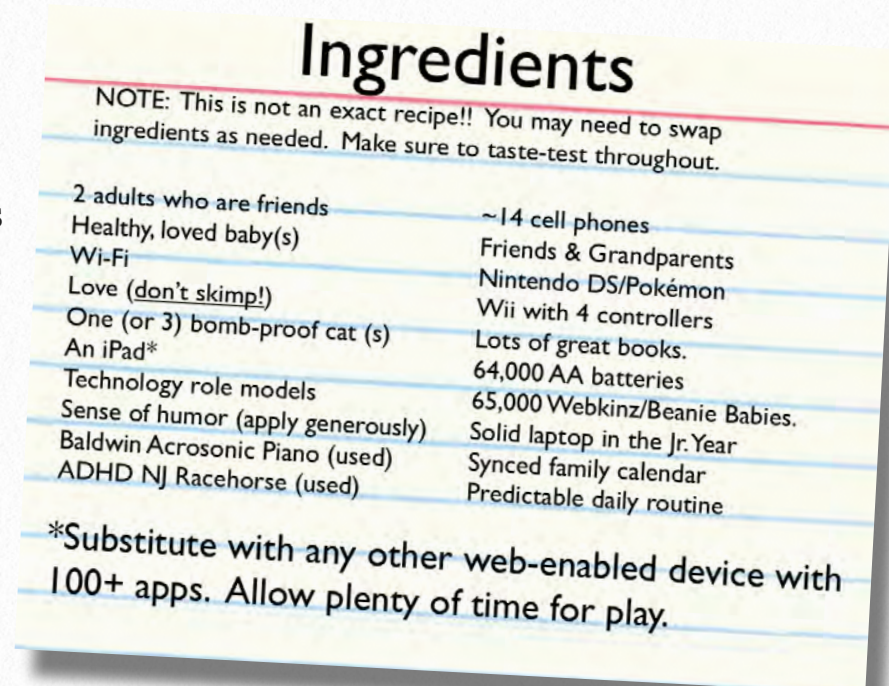 Ingredients
NOTE: This is not an exact recipe!! You may need to swap
ingredients as needed. Make sure to taste-test throughout.
2 adults who are friends
Healthy, loved baby(s)
Wi-Fi
Love (don't skimp!)
One (or 3) bomb-proof cat (s)
An iPad*
Technology role models
Sense of humor (apply generously)
Baldwin Acrosonic Piano (used)
ADHD NJ Racehorse (used)
~14 cell phones
Friends & Grandparents
Nintendo DS/Pokémon
Wii with 4 controllers
Lots of great books.
64,000 AA batteries
65,000 Webkinz/Beanie Babies.
Solid laptop in the Jr. Year
Synced family calendar
Predictable daily routine
*Substitute with any other web-enabled device with
100+ apps. Allow plenty of time for play.